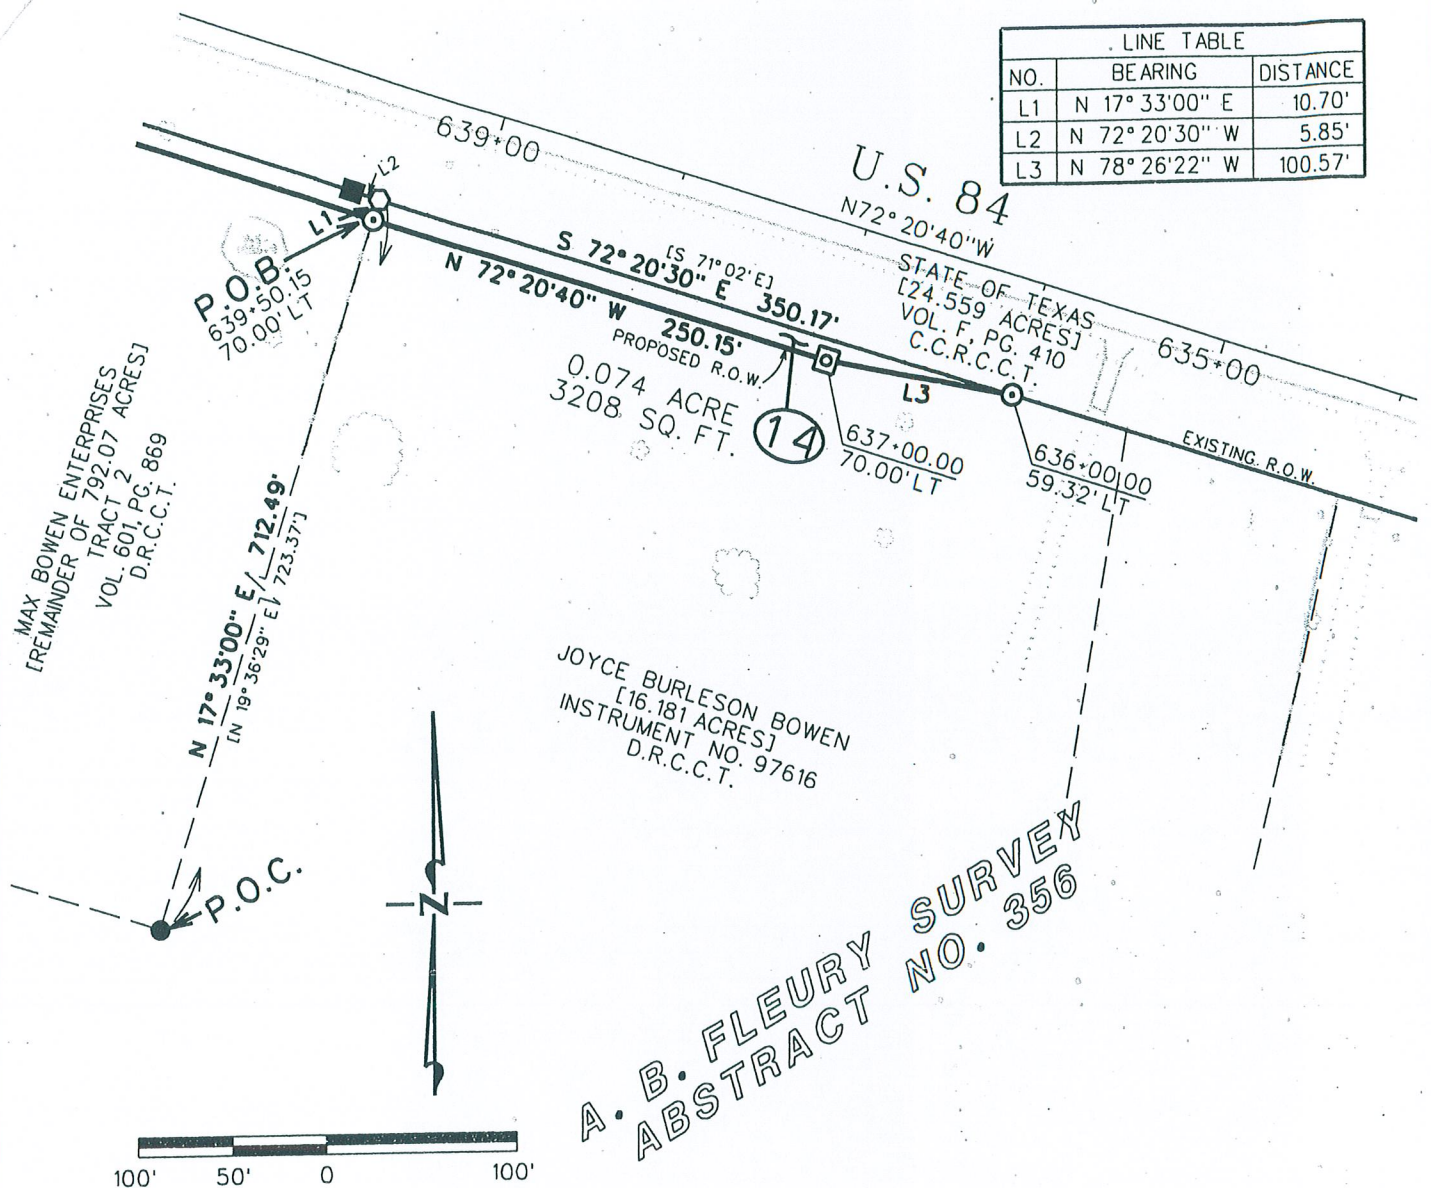 LINE TABLE
NO. BEARING DISTANCE
L1 N 17° 33'00" E 10.70'
L2 N 72° 20'30" W 5.85'
L3 N 78° 26'22" W 100.57'
639+00
U.S. 84
N72° 20'40"W
L2
L1
P.O.B.
639+50.15
70.00' LT
[S 71° 02' E]
S 72° 20'30" E 350.17'
N 72° 20'40" W 250.15'
PROPOSED R.O.W.
STATE OF TEXAS
[24.559 ACRES]
VOL. F, PG. 410
C.C.R.C.C.T.
635+00
0.074 ACRE
3208 SQ. FT.
14
L3
637+00.00
70.00' LT
636+00.00
59.32' LT
EXISTING R.O.W.
MAX BOWEN ENTERPRISES
[REMAINDER OF 792.07 ACRES]
TRACT 2
VOL. 601, PG. 869
D.R.C.C.T.
N 17° 33'00" E 712.49'
[N 19° 36'29" E 723.37']
JOYCE BURLESON BOWEN
[16.181 ACRES]
INSTRUMENT NO. 97616
D.R.C.C.T.
P.O.C.
N
A. B. FLEURY SURVEY
ABSTRACT NO. 356
100' 50' 0 100'